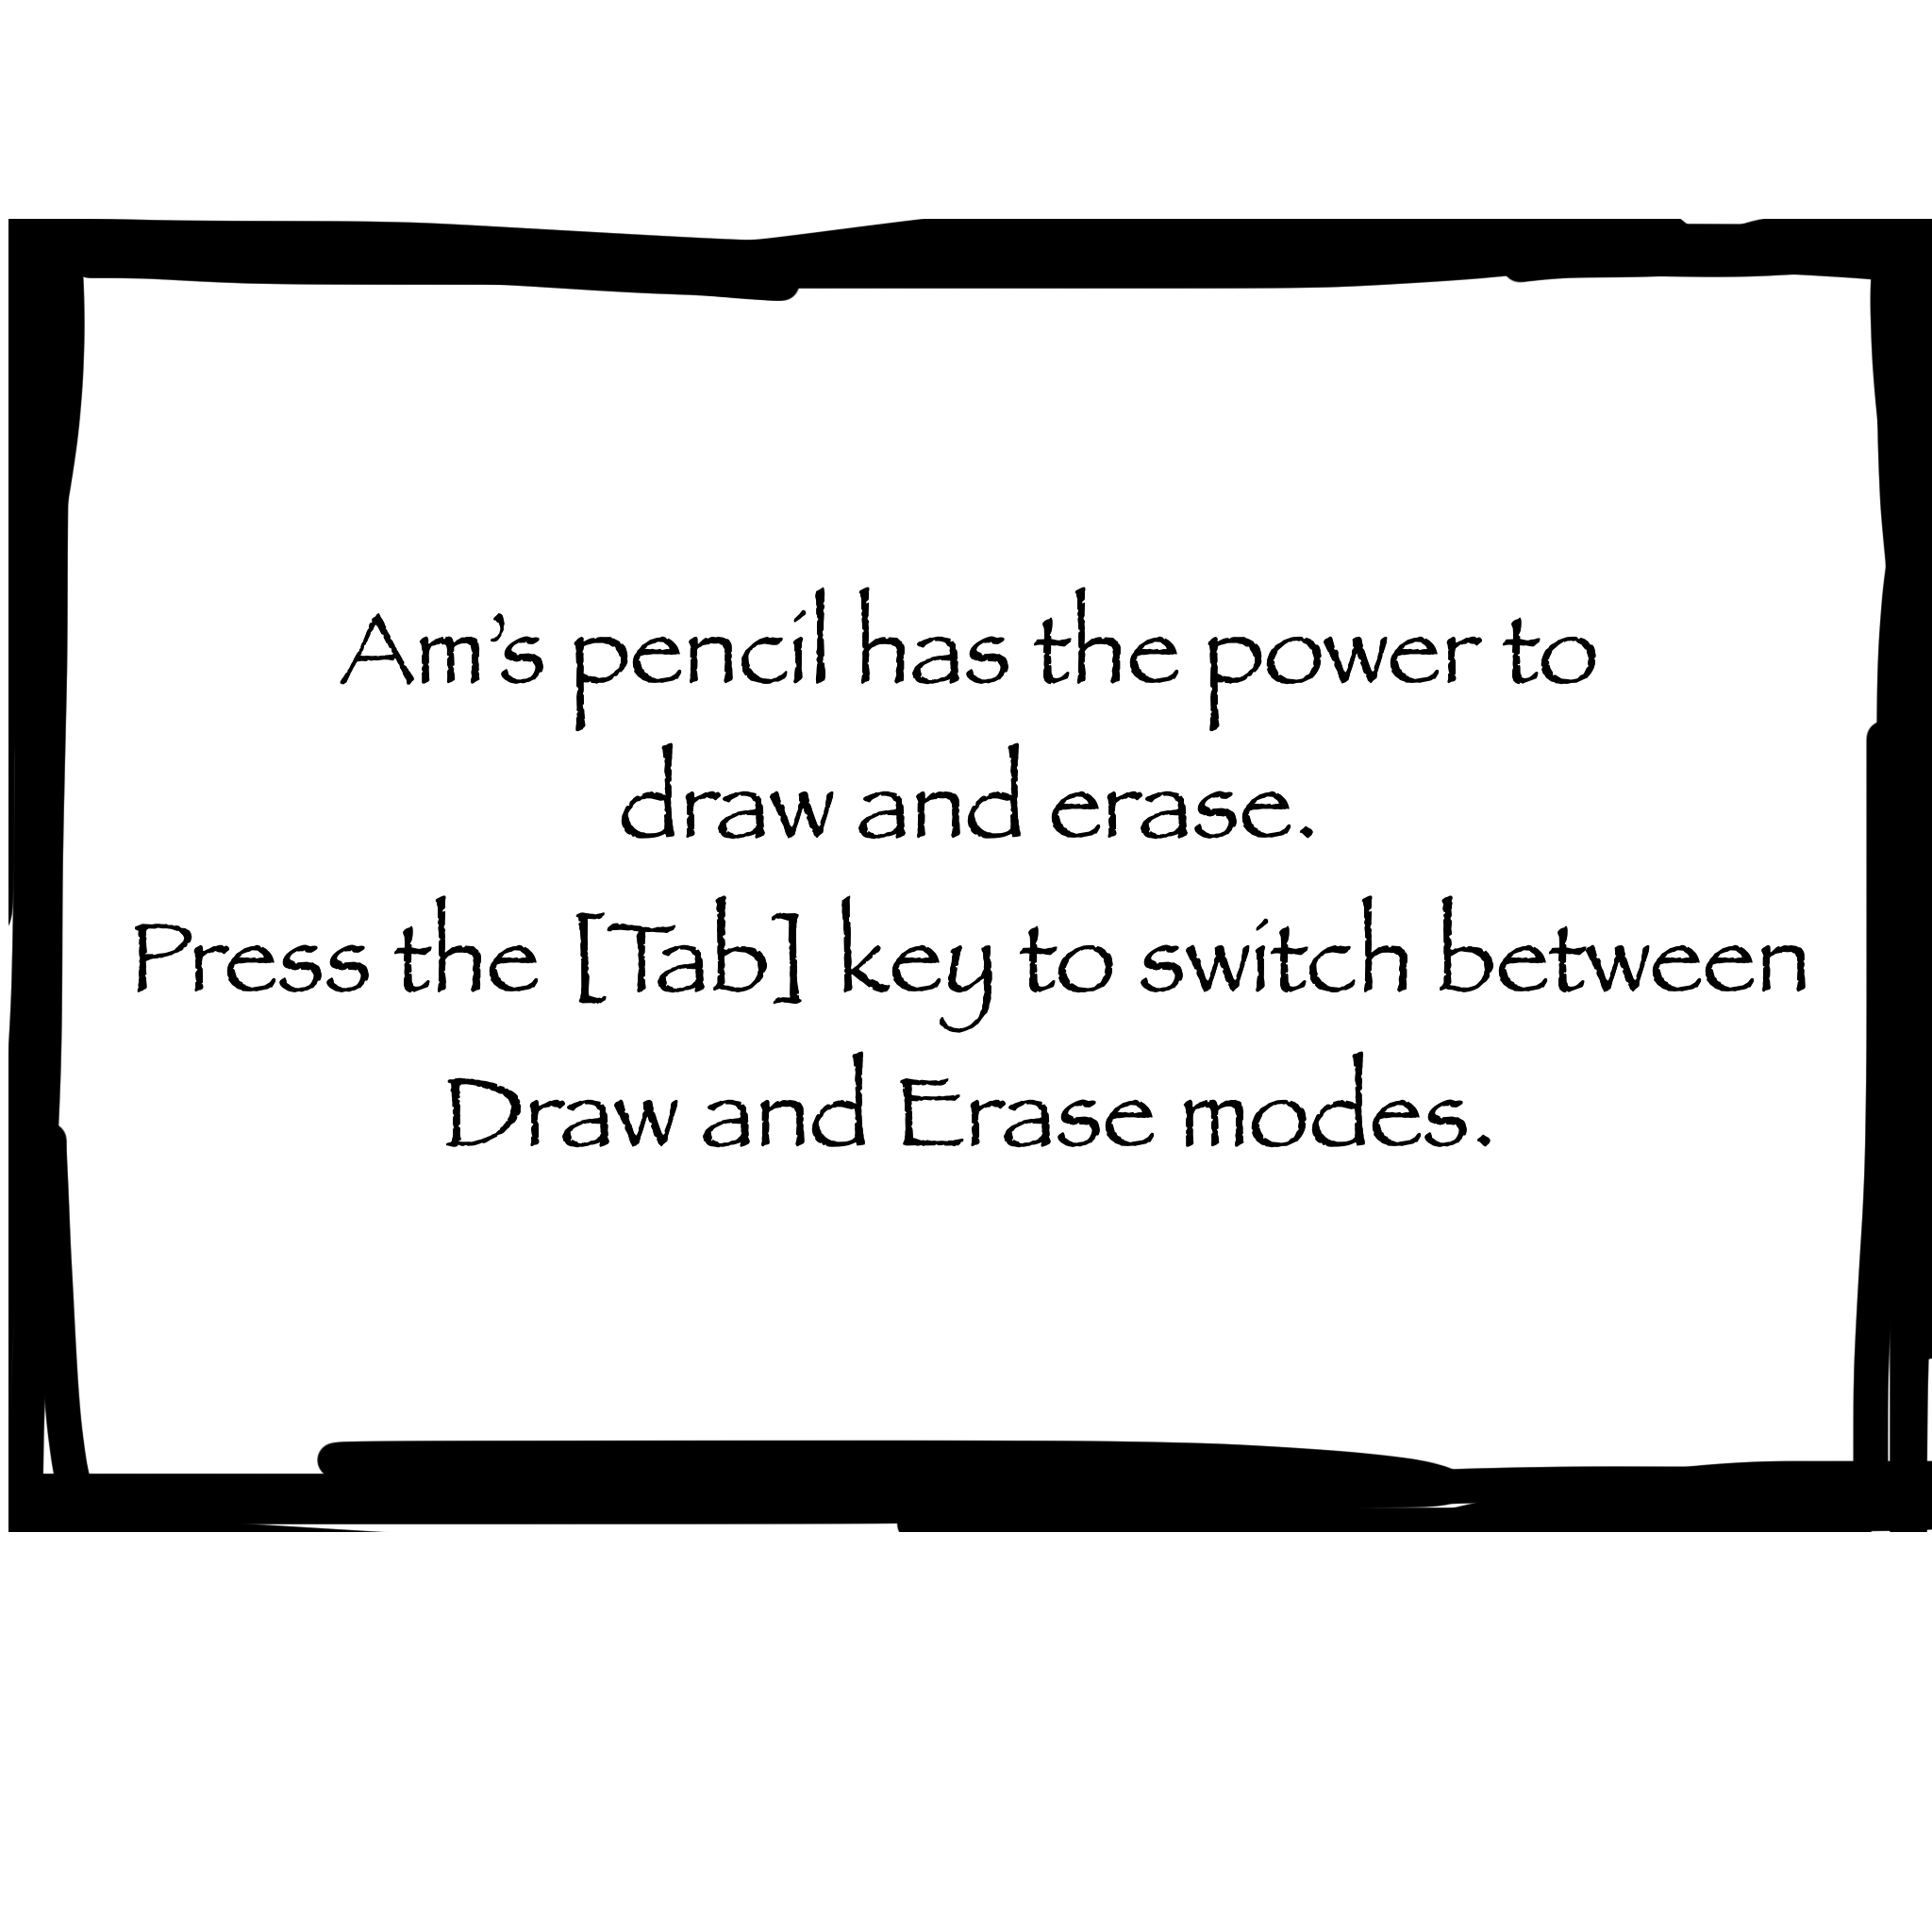 Am's pencil has the power to
draw and erase.
Press the [Tab] key to switch between
Draw and Erase modes.